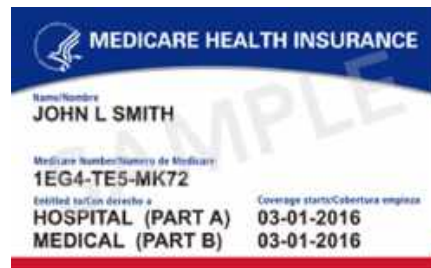 MEDICARE HEALTH INSURANCE
Name/Nombre
JOHN L SMITH
Medicare Number/Número de Medicare
1EG4-TE5-MK72
Entitled to/Con derecho a Coverage starts/Cobertura empieza
HOSPITAL (PART A) 03-01-2016
MEDICAL (PART B) 03-01-2016
SAMPLE